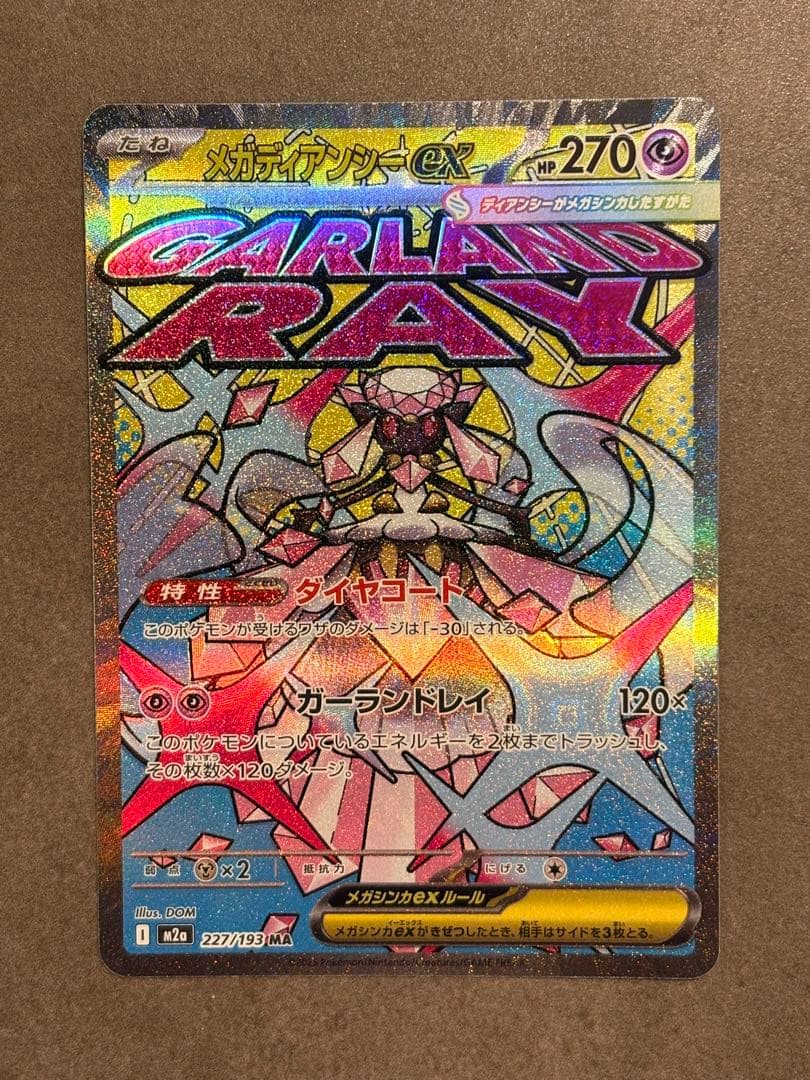 たね メガディアンシーex HP270
ディアンシーがメガシンカしたすがた
GARLAND
RAY
特性 ダイヤコート
このポケモンが受けるワザのダメージは「-30」される。
ガーランドレイ 120×
このポケモンについているエネルギーを2枚までトラッシュし、
その枚数×120ダメージ。
弱点 ×2 抵抗力 にげる
メガシンカexルール
メガシンカexがきぜつしたとき、相手はサイドを3枚とる。
Illus. DOM
I m2a 227/193 MA
©2025 Pokémon/Nintendo/Creatures/GAME FREAK